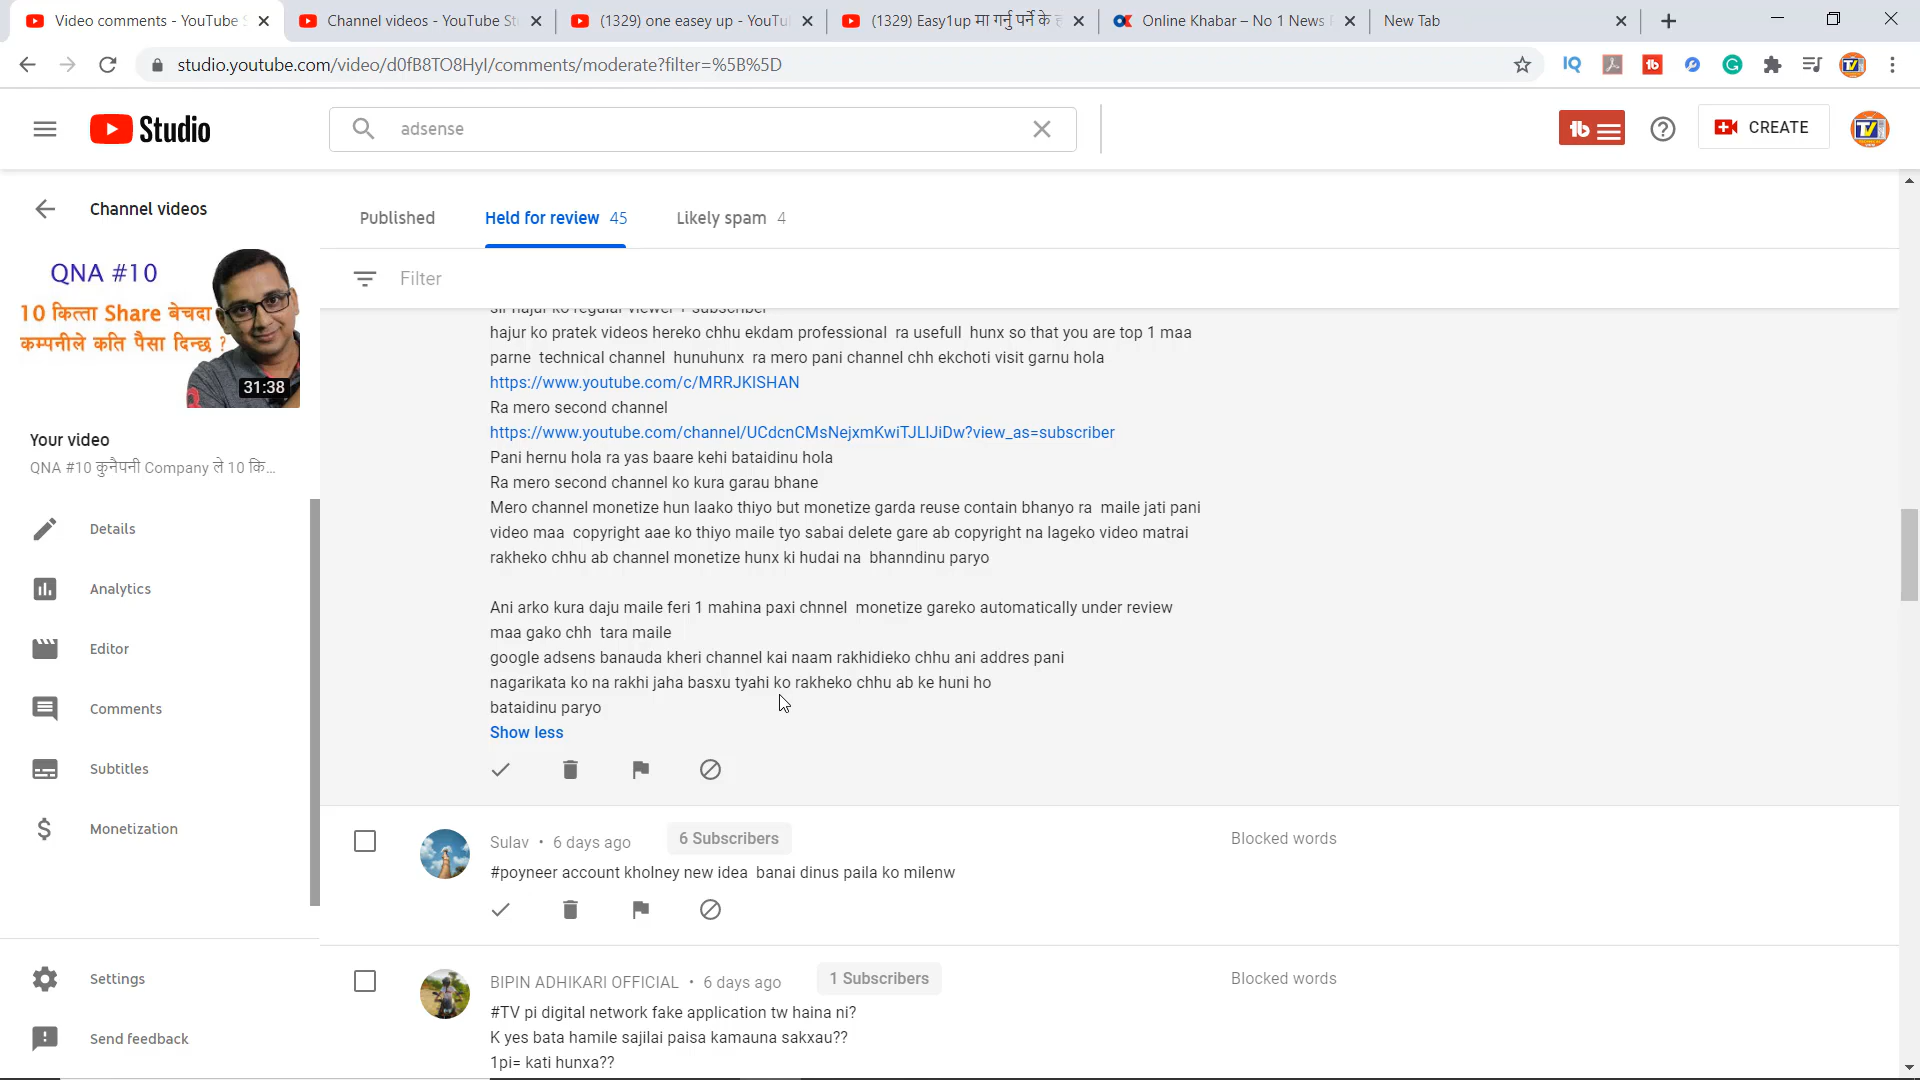 Video comments - YouTube S
Channel videos - YouTube St
(1329) one easey up - YouTu
(1329) Easy1up मा गर्नु पर्ने के ह
Online Khabar – No 1 News P
New Tab
studio.youtube.com/video/d0fB8TO8HyI/comments/moderate?filter=%5B%5D
Studio
adsense
CREATE
Channel videos
Published
Held for review 45
Likely spam 4
Filter
QNA #10
10 कित्ता Share बेचदा
कम्पनीले कति पैसा दिन्छ ?
31:38
Your video
QNA #10 कुनैपनी Company ले 10 कि...
Details
Analytics
Editor
Comments
Subtitles
Monetization
Settings
Send feedback
sir hajur ko regular viewer + subscriber
hajur ko pratek videos hereko chhu ekdam professional ra usefull hunx so that you are top 1 maa
parne technical channel hunuhunx ra mero pani channel chh ekchoti visit garnu hola
https://www.youtube.com/c/MRRJKISHAN
Ra mero second channel
https://www.youtube.com/channel/UCdcnCMsNejxmKwiTJLIJiDw?view_as=subscriber
Pani hernu hola ra yas baare kehi bataidinu hola
Ra mero second channel ko kura garau bhane
Mero channel monetize hun laako thiyo but monetize garda reuse contain bhanyo ra maile jati pani
video maa copyright aae ko thiyo maile tyo sabai delete gare ab copyright na lageko video matrai
rakheko chhu ab channel monetize hunx ki hudai na bhanndinu paryo
Ani arko kura daju maile feri 1 mahina paxi chnnel monetize gareko automatically under review
maa gako chh tara maile
google adsens banauda kheri channel kai naam rakhidieko chhu ani addres pani
nagarikata ko na rakhi jaha basxu tyahi ko rakheko chhu ab ke huni ho
bataidinu paryo
Show less
Sulav • 6 days ago
6 Subscribers
Blocked words
#poyneer account kholney new idea banai dinus paila ko milenw
BIPIN ADHIKARI OFFICIAL • 6 days ago
1 Subscribers
Blocked words
#TV pi digital network fake application tw haina ni?
K yes bata hamile sajilai paisa kamauna sakxau??
1pi= kati hunxa??